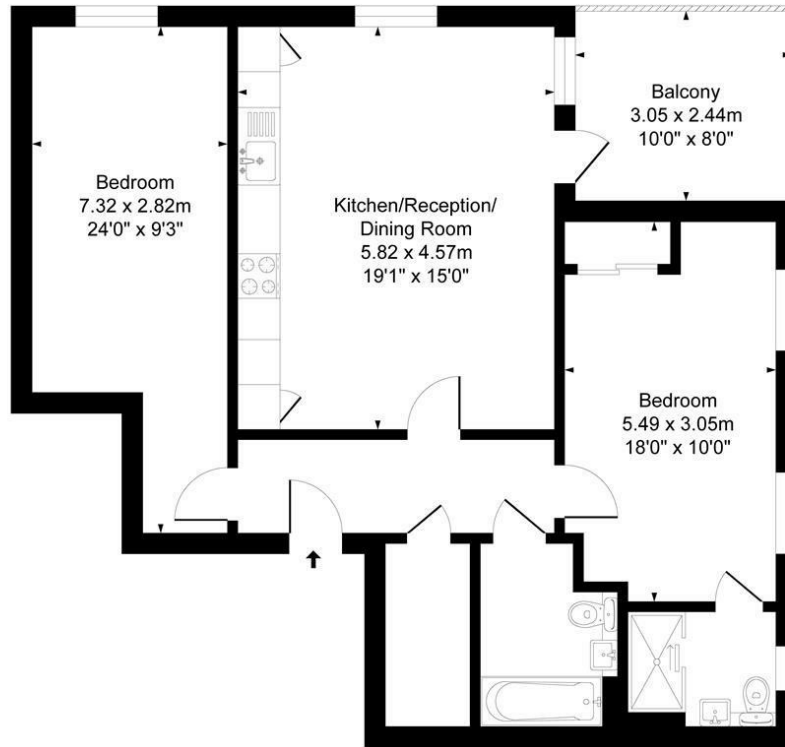 Bedroom
7.32 x 2.82m
24'0" x 9'3"
Kitchen/Reception/
Dining Room
5.82 x 4.57m
19'1" x 15'0"
Balcony
3.05 x 2.44m
10'0" x 8'0"
Bedroom
5.49 x 3.05m
18'0" x 10'0"